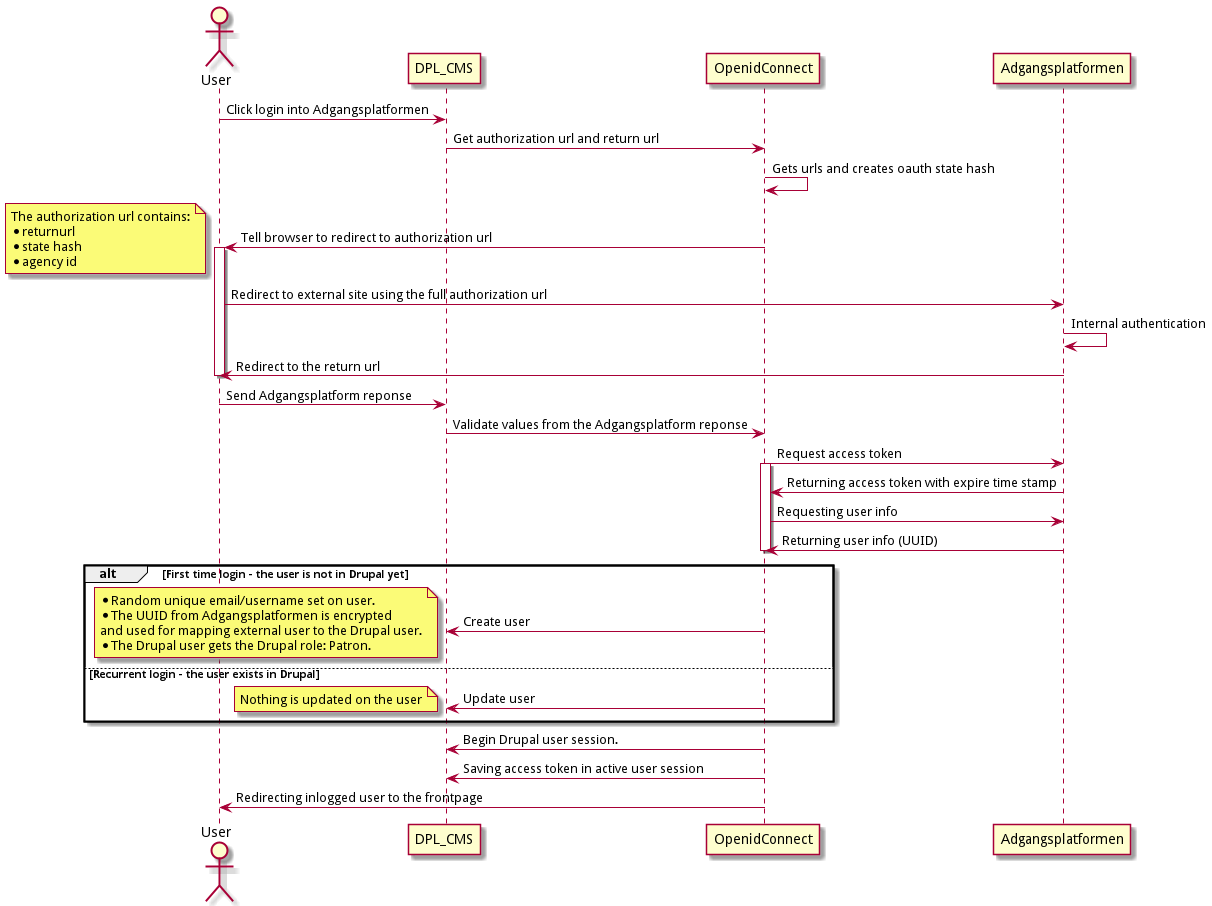 User
DPL_CMS
OpenidConnect
Adgangsplatformen
Click login into Adgangsplatformen
Get authorization url and return url
Gets urls and creates oauth state hash
The authorization url contains:
• returnurl
• state hash
• agency id
Tell browser to redirect to authorization url
Redirect to external site using the full authorization url
Internal authentication
Redirect to the return url
Send Adgangsplatform reponse
Validate values from the Adgangsplatform reponse
Request access token
Returning access token with expire time stamp
Requesting user info
Returning user info (UUID)
alt
[First time login - the user is not in Drupal yet]
• Random unique email/username set on user.
• The UUID from Adgangsplatformen is encrypted
and used for mapping external user to the Drupal user.
• The Drupal user gets the Drupal role: Patron.
Create user
[Recurrent login - the user exists in Drupal]
Nothing is updated on the user
Update user
Begin Drupal user session.
Saving access token in active user session
Redirecting inlogged user to the frontpage
User
DPL_CMS
OpenidConnect
Adgangsplatformen